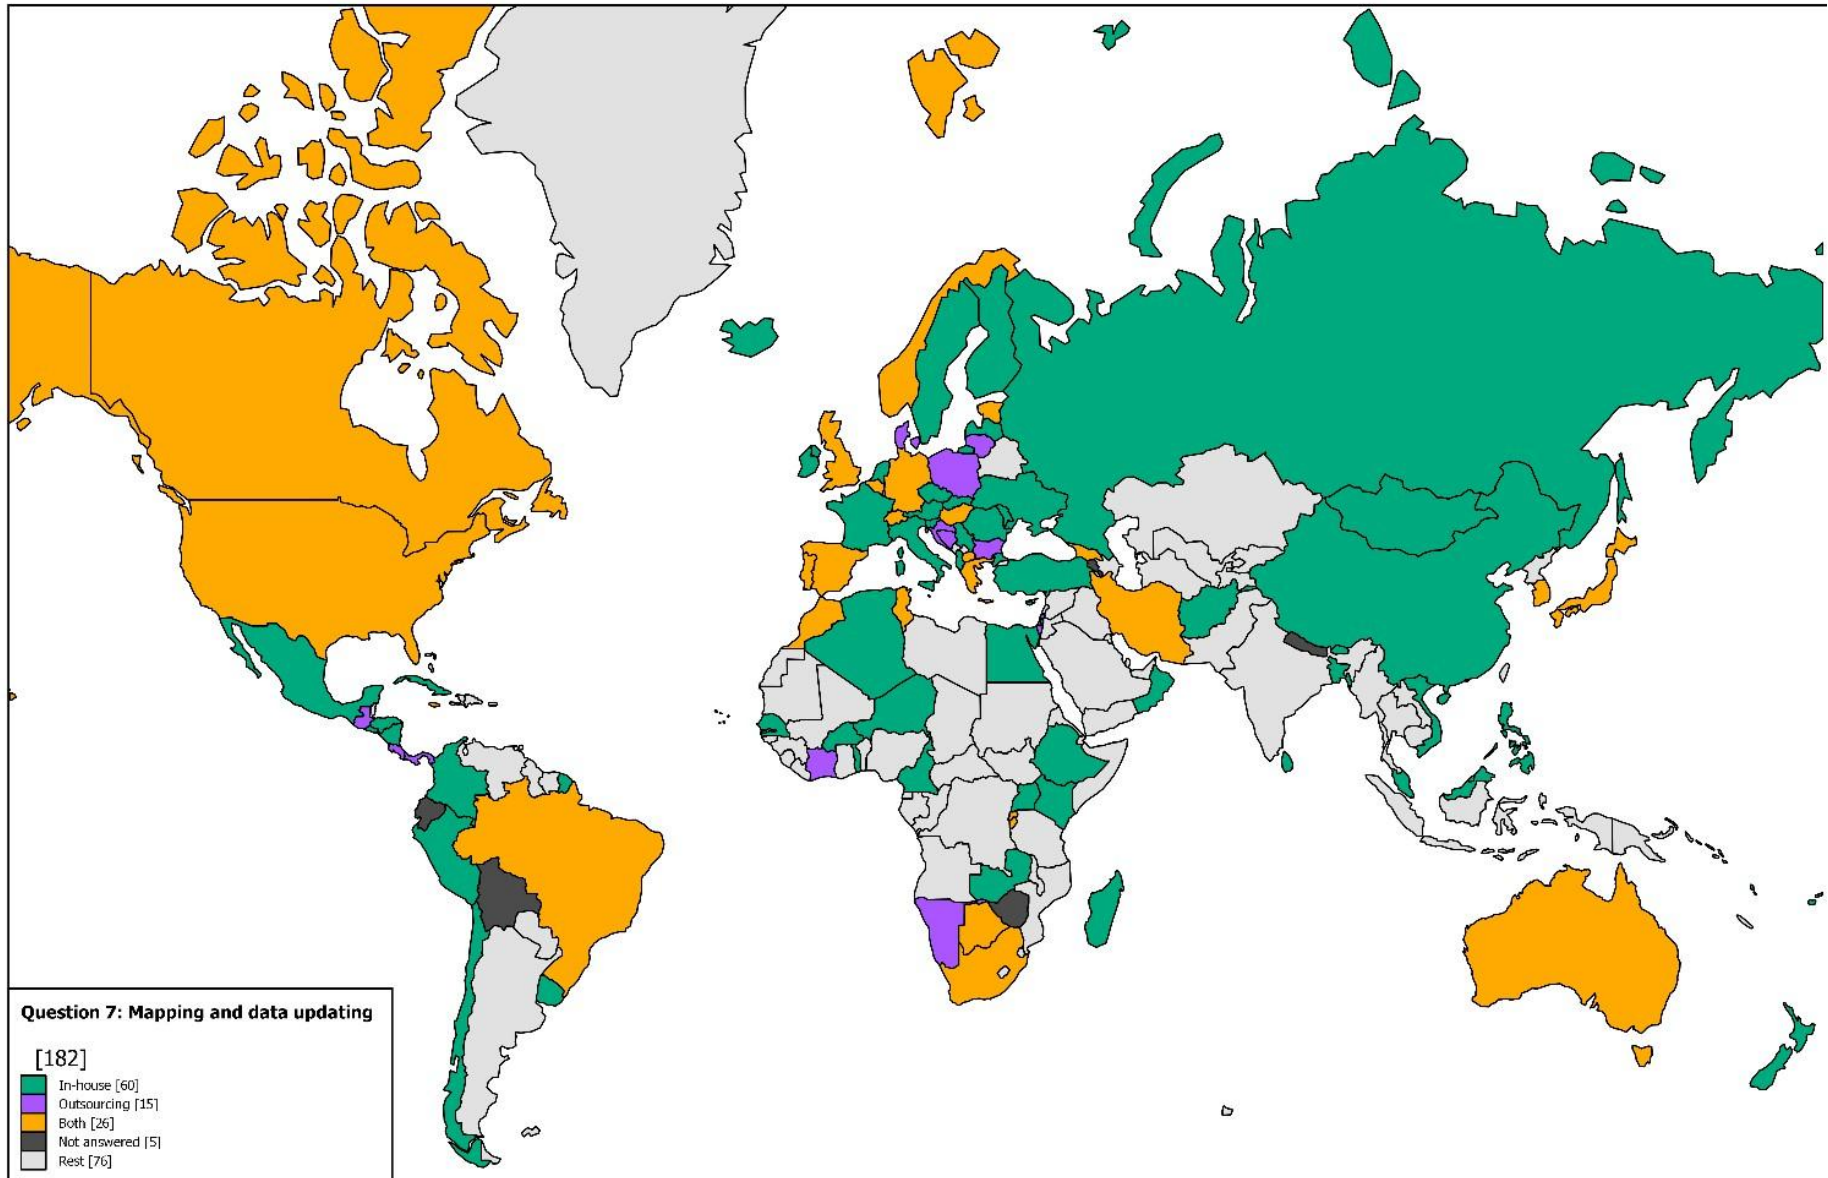 Question 7: Mapping and data updating
[182]
In-house [60]
Outsourcing [15]
Both [26]
Not answered [5]
Rest [76]